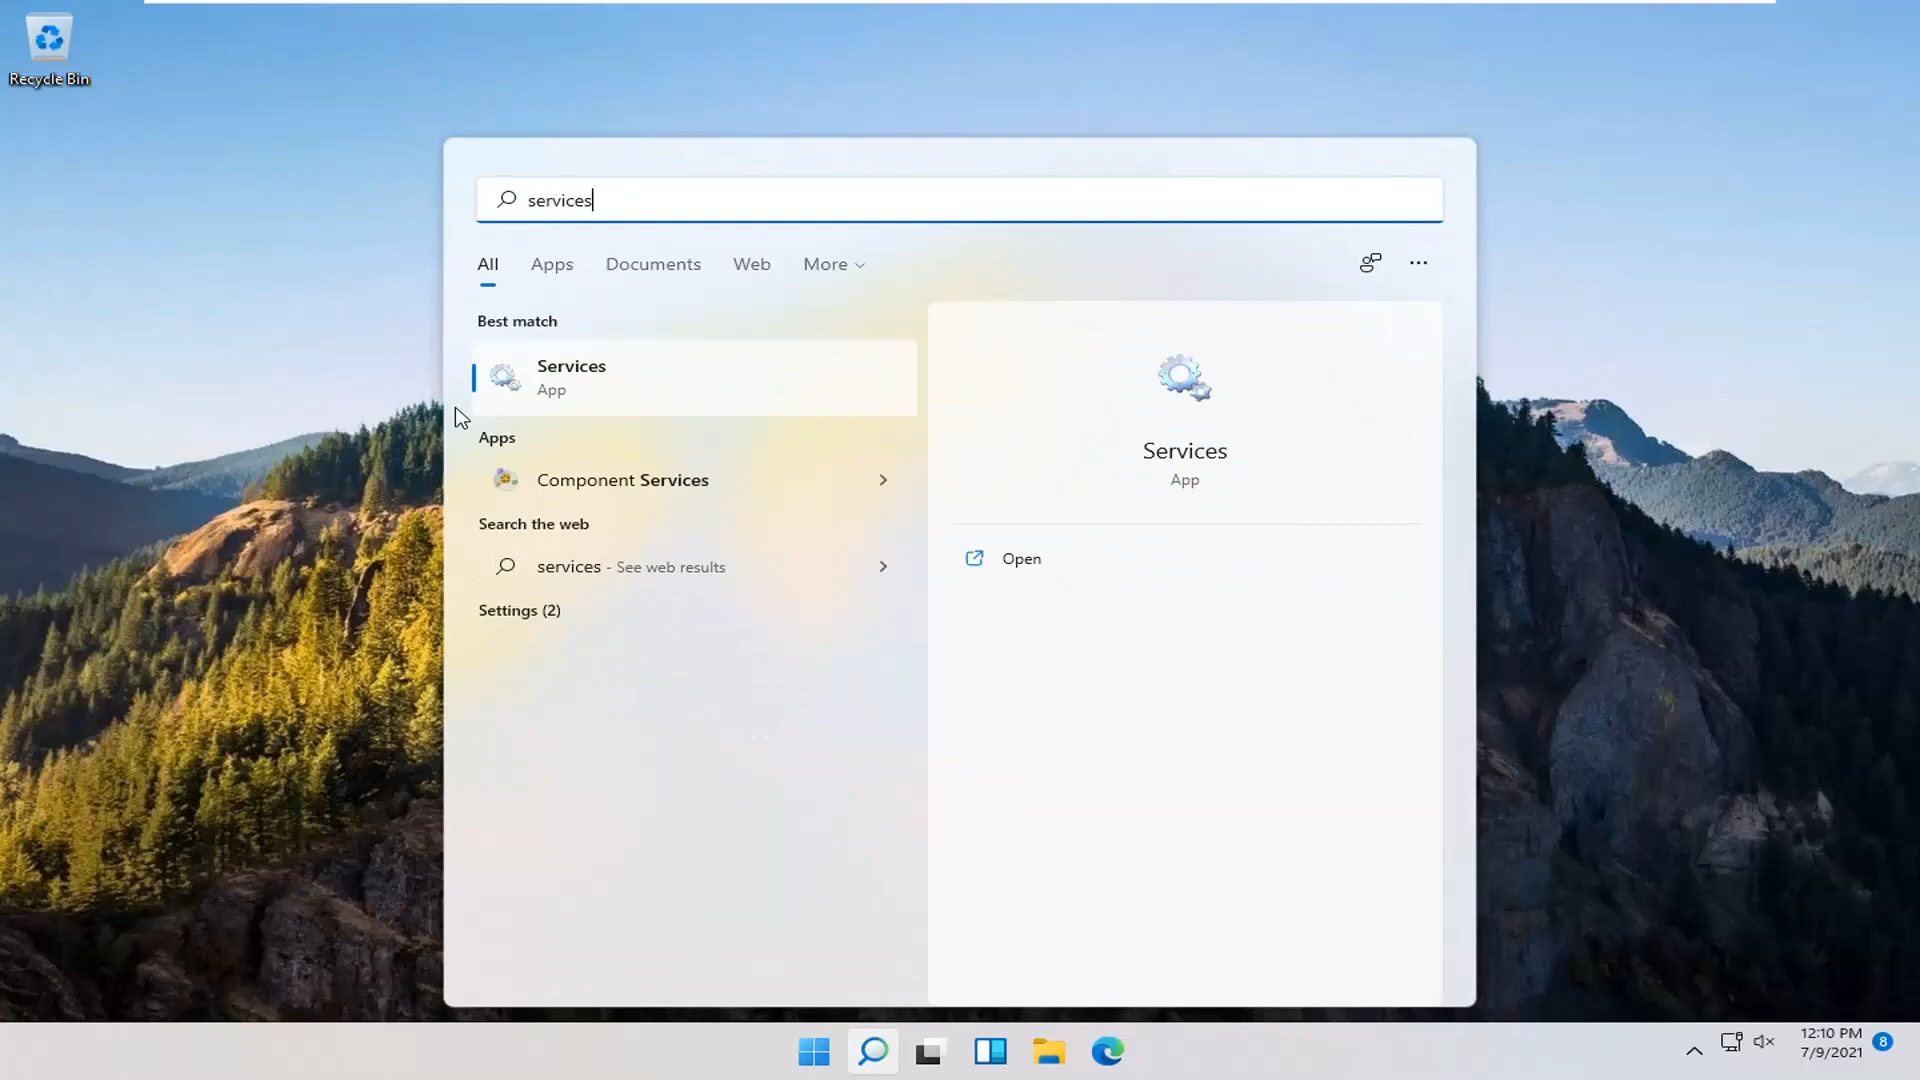 Recycle Bin
services
All Apps Documents Web More
Best match
Services
App
Apps
Component Services
Search the web
services - See web results
Settings (2)
Services
App
Open
12:10 PM
7/9/2021
8